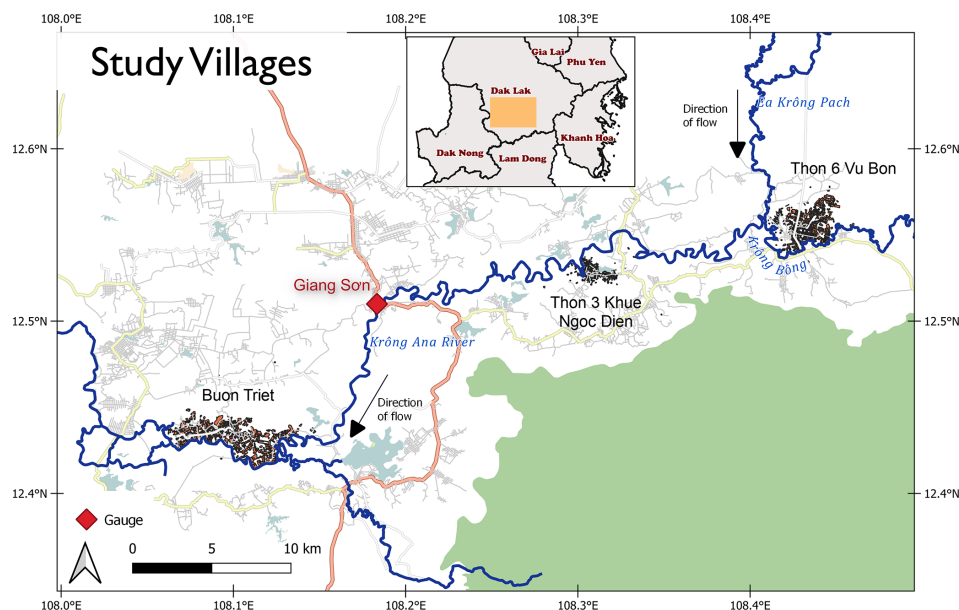 108.0°E 108.1°E 108.2°E 108.3°E 108.4°E
Study Villages
Gia Lai
Phu Yen
Dak Lak
Khanh Hoa
Dak Nong
Lam Dong
Direction
of flow
Ea Krông Pach
12.6°N 12.6°N
Thon 6 Vu Bon
Krông Bông
Giang Sơn
Thon 3 Khue
Ngoc Dien
12.5°N 12.5°N
Krông Ana River
Buon Triet
Direction
of flow
12.4°N 12.4°N
Gauge
0 5 10 km
108.0°E 108.1°E 108.2°E 108.3°E 108.4°E